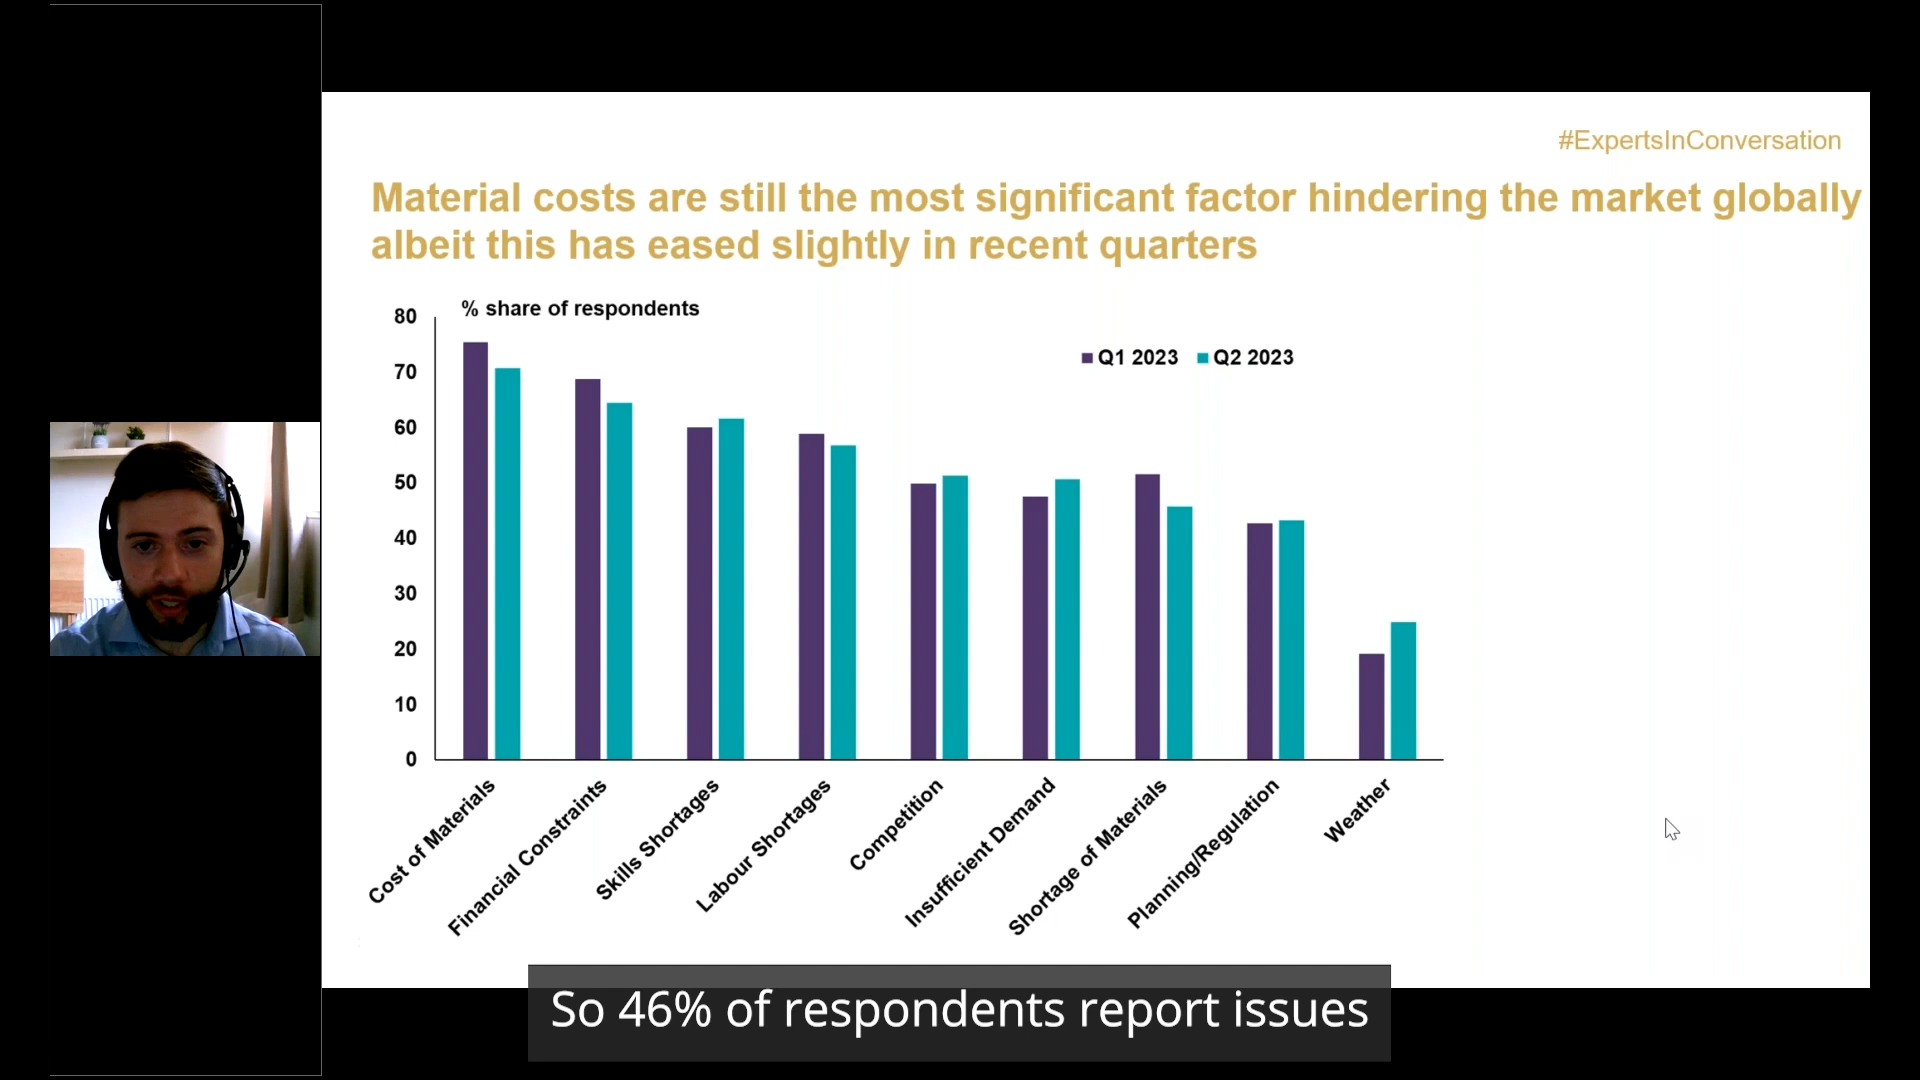 #ExpertsInConversation
Material costs are still the most significant factor hindering the market globally
albeit this has eased slightly in recent quarters
% share of respondents
Q1 2023 Q2 2023
80
70
60
50
40
30
20
10
0
Cost of Materials
Financial Constraints
Skills Shortages
Labour Shortages
Competition
Insufficient Demand
Shortage of Materials
Planning/Regulation
Weather
So 46% of respondents report issues